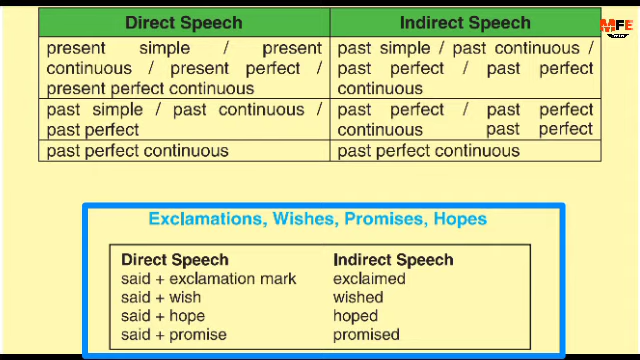 Direct Speech Indirect Speech
MFE
present simple / present past simple / past continuous /
continuous / present perfect / past perfect / past perfect
present perfect continuous continuous
past simple / past continuous / past perfect / past perfect
past perfect continuous past perfect
past perfect continuous past perfect continuous
Exclamations, Wishes, Promises, Hopes
Direct Speech Indirect Speech
said + exclamation mark exclaimed
said + wish wished
said + hope hoped
said + promise promised